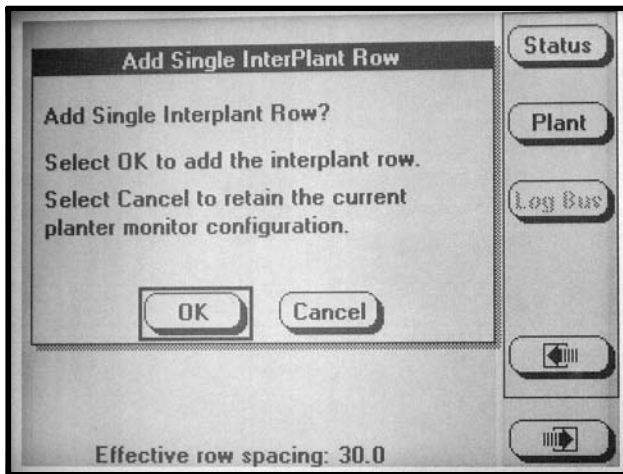 Add Single InterPlant Row
Add Single Interplant Row?
Select OK to add the interplant row.
Select Cancel to retain the current
planter monitor configuration.
OK
Cancel
Effective row spacing: 30.0
Status
Plant
Log Bus